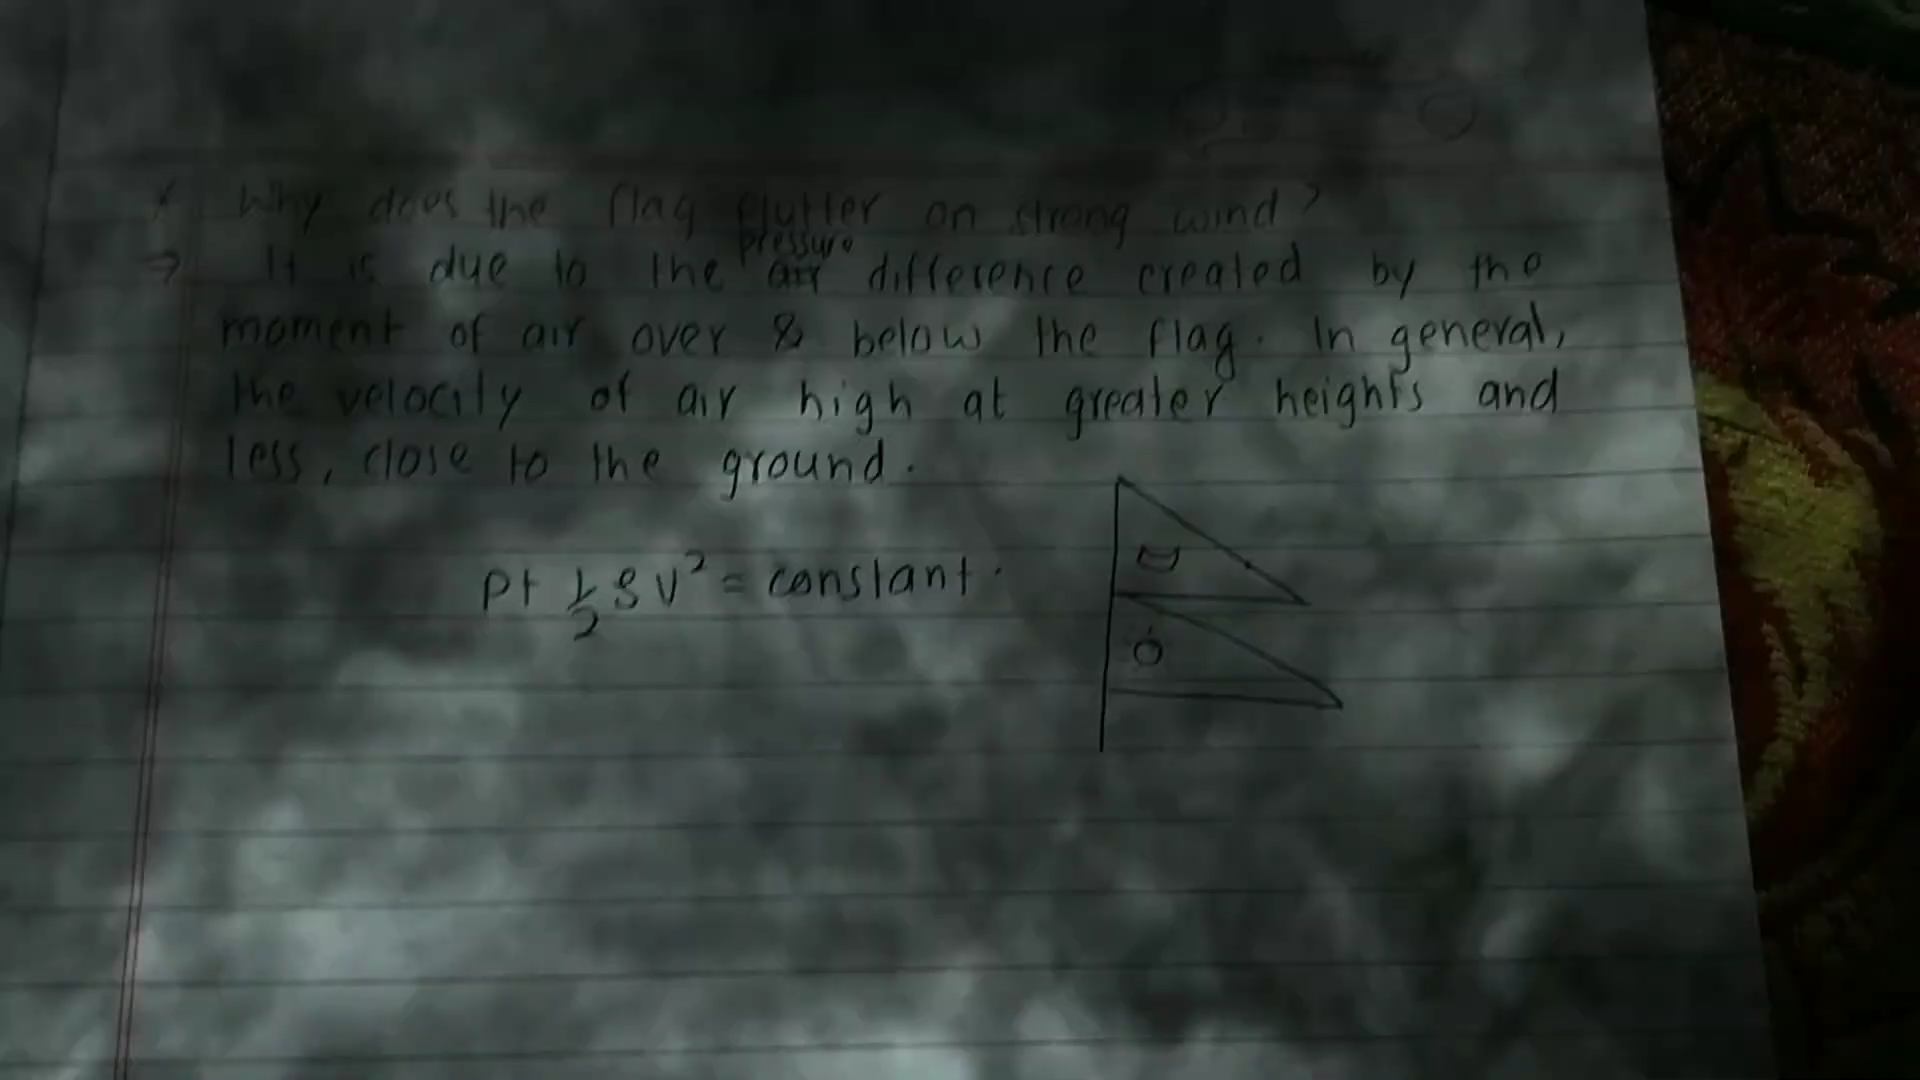 Why does the flag flutter on strong wind?
→ It is due to the air pressure difference created by the
moment of air over & below the flag. In general,
the velocity of air high at greater heights and
less, close to the ground.
P+ 1/2 ρv² = constant.